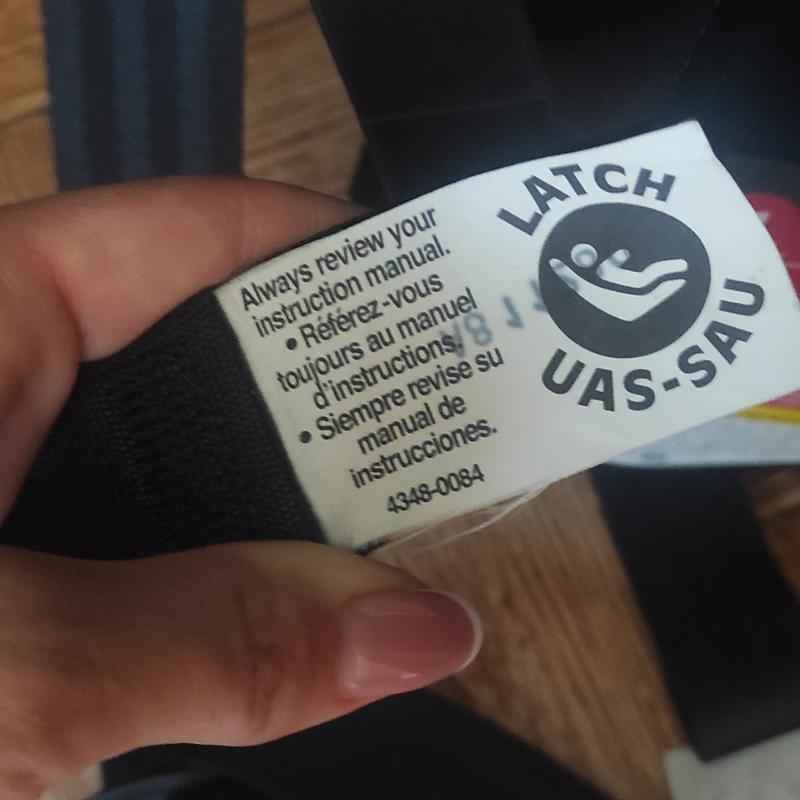 Always review your
instruction manual.
• Référez-vous
toujours au manuel
d'instructions.
• Siempre revise su
manual de
instrucciones.
4348-0084
LATCH
UAS-SAU